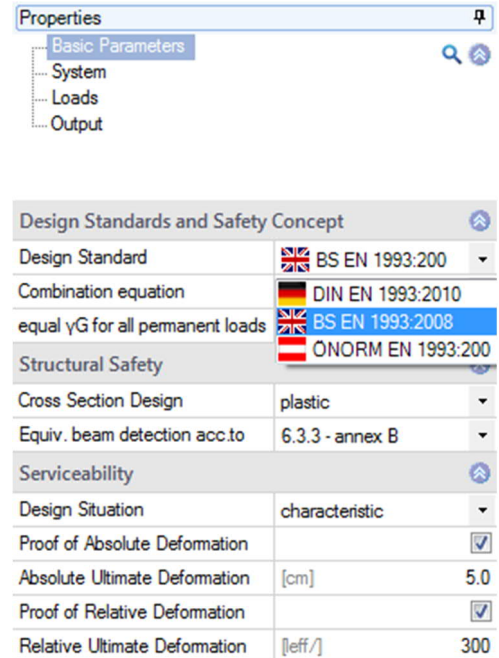 Properties
Basic Parameters
System
Loads
Output
Design Standards and Safety Concept
Design Standard BS EN 1993:200
Combination equation DIN EN 1993:2010
equal γG for all permanent loads BS EN 1993:2008
ÖNORM EN 1993:200
Structural Safety
Cross Section Design plastic
Equiv. beam detection acc.to 6.3.3 - annex B
Serviceability
Design Situation characteristic
Proof of Absolute Deformation
Absolute Ultimate Deformation [cm] 5.0
Proof of Relative Deformation
Relative Ultimate Deformation [leff/] 300